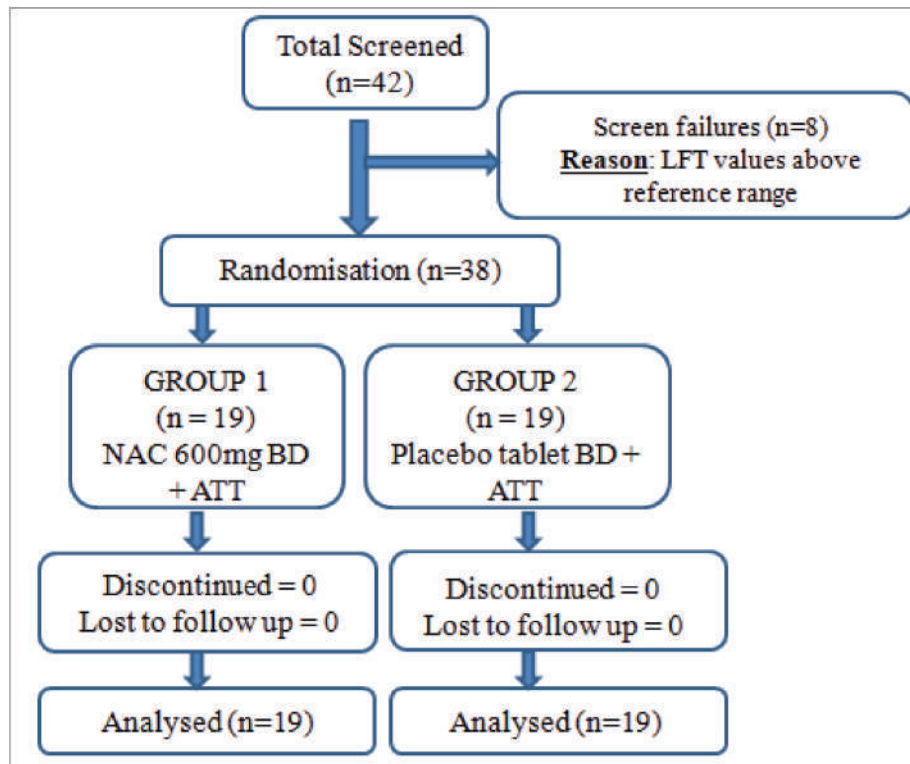 Total Screened
(n=42)
Screen failures (n=8)
Reason: LFT values above
reference range
Randomisation (n=38)
GROUP 1
(n = 19)
NAC 600mg BD
+ ATT
GROUP 2
(n = 19)
Placebo tablet BD +
ATT
Discontinued = 0
Lost to follow up = 0
Discontinued = 0
Lost to follow up = 0
Analysed (n=19)
Analysed (n=19)